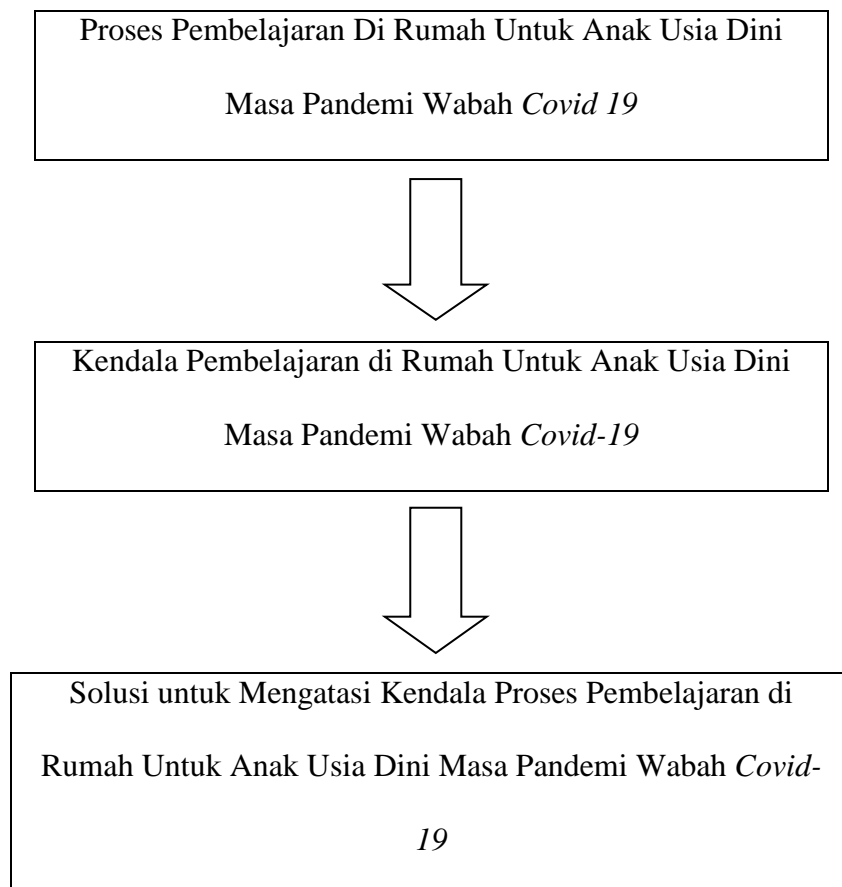 Proses Pembelajaran Di Rumah Untuk Anak Usia Dini
Masa Pandemi Wabah Covid 19
Kendala Pembelajaran di Rumah Untuk Anak Usia Dini
Masa Pandemi Wabah Covid-19
Solusi untuk Mengatasi Kendala Proses Pembelajaran di
Rumah Untuk Anak Usia Dini Masa Pandemi Wabah Covid-
19